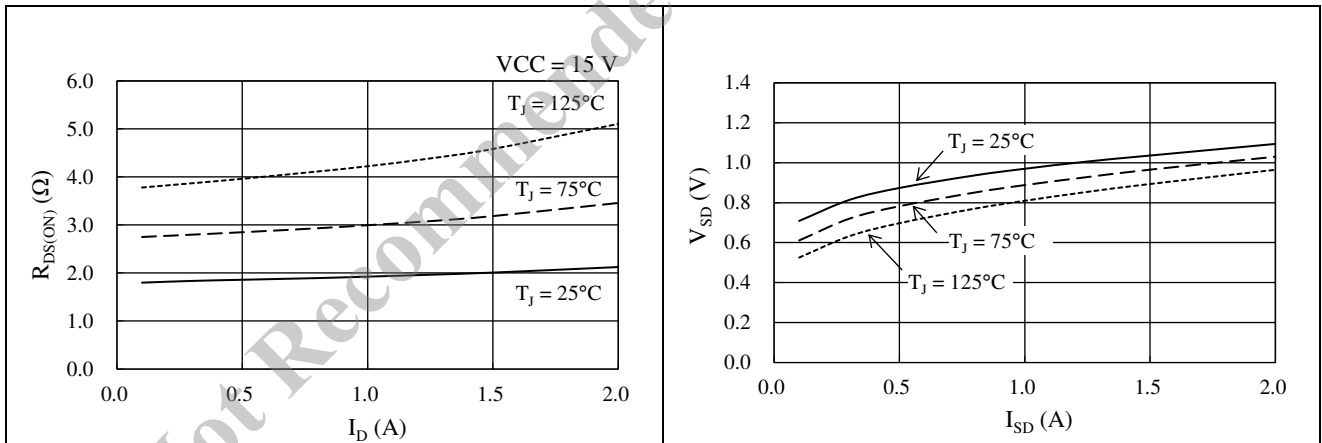 VCC = 15 V
6.0
5.0
4.0
3.0
2.0
1.0
0.0
T_J = 125°C
T_J = 75°C
T_J = 25°C
R_DS(ON) (Ω)
0.0 0.5 1.0 1.5 2.0
I_D (A)
1.4
1.2
1.0
0.8
0.6
0.4
0.2
0.0
T_J = 25°C
T_J = 75°C
T_J = 125°C
V_SD (V)
0.0 0.5 1.0 1.5 2.0
I_SD (A)
Not Recommende